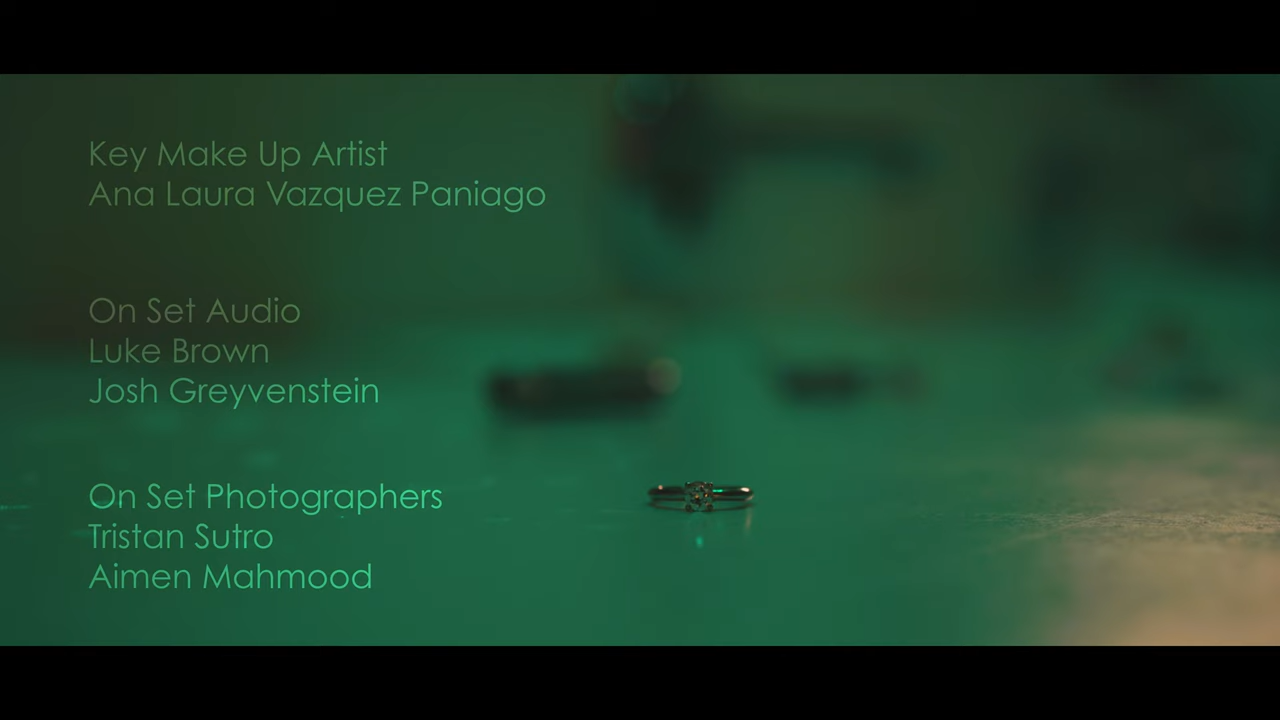 Key Make Up Artist
Ana Laura Vazquez Paniago
On Set Audio
Luke Brown
Josh Greyvenstein
On Set Photographers
Tristan Sutro
Aimen Mahmood